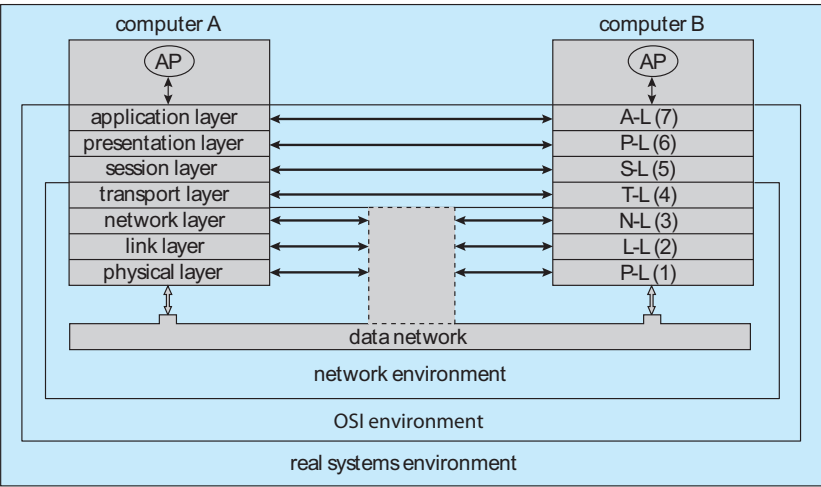 computer A
computer B
AP
AP
application layer
A-L (7)
presentation layer
P-L (6)
session layer
S-L (5)
transport layer
T-L (4)
network layer
N-L (3)
link layer
L-L (2)
physical layer
P-L (1)
data network
network environment
OSI environment
real systems environment